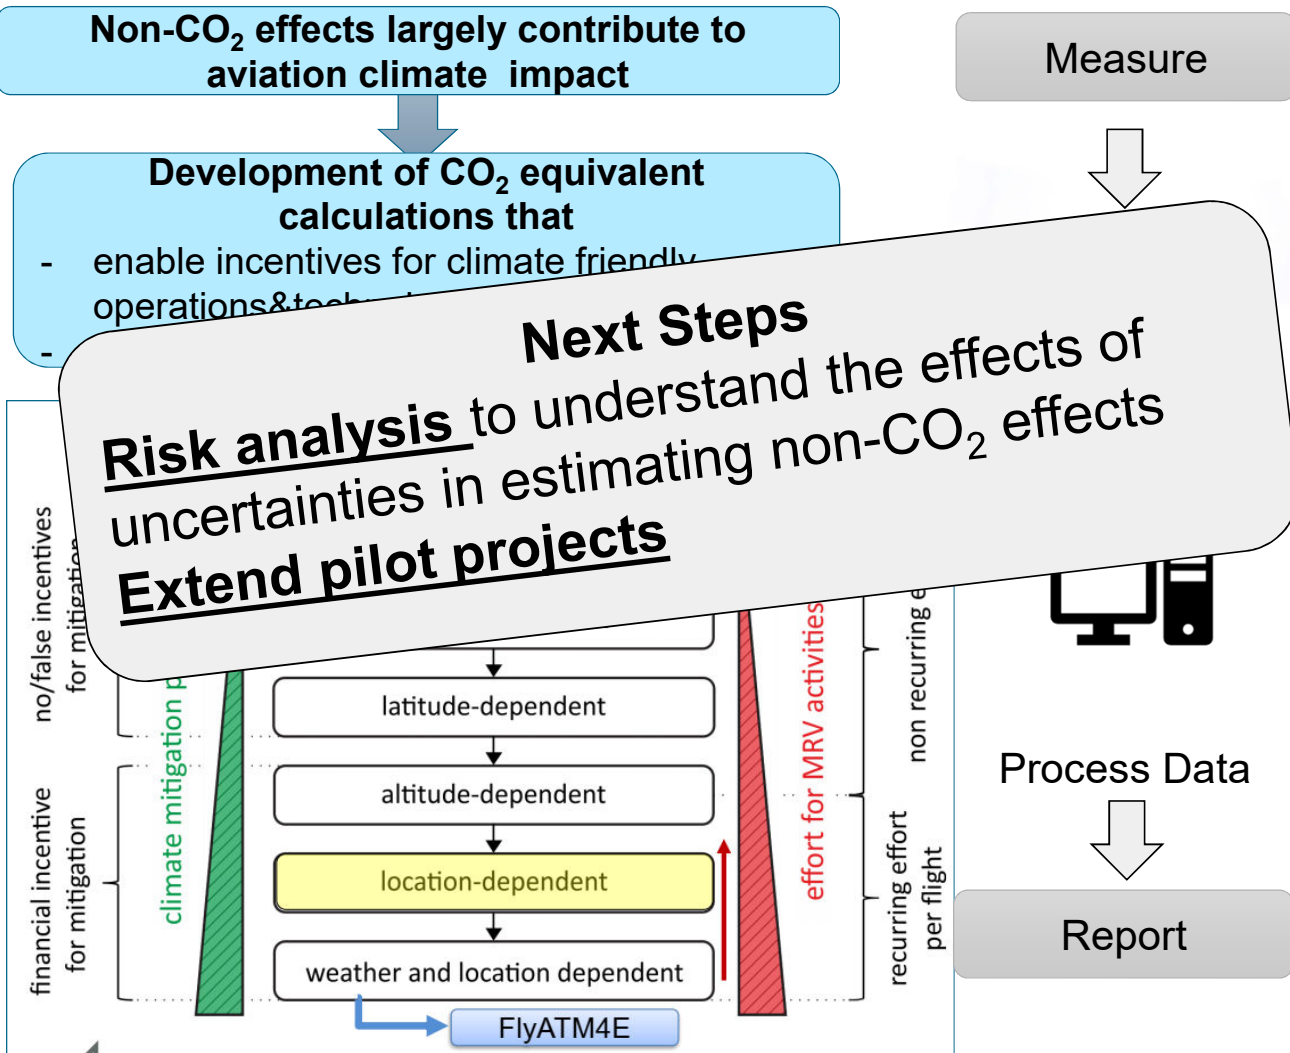 Non-CO₂ effects largely contribute to
aviation climate impact
Measure
Development of CO₂ equivalent
calculations that
- enable incentives for climate friendly
operations&
-
Next Steps
Risk analysis to understand the effects of
uncertainties in estimating non-CO₂ effects
Extend pilot projects
no/false incentives
for mitigation
financial incentive
for mitigation
climate mitigation
latitude-dependent
altitude-dependent
location-dependent
weather and location dependent
FlyATM4E
effort for MRV activities
non recurring
recurring effort
per flight
Process Data
Report